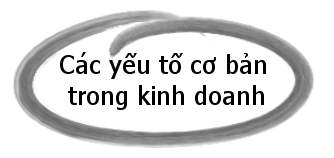 Các yếu tố cơ bản
trong kinh doanh